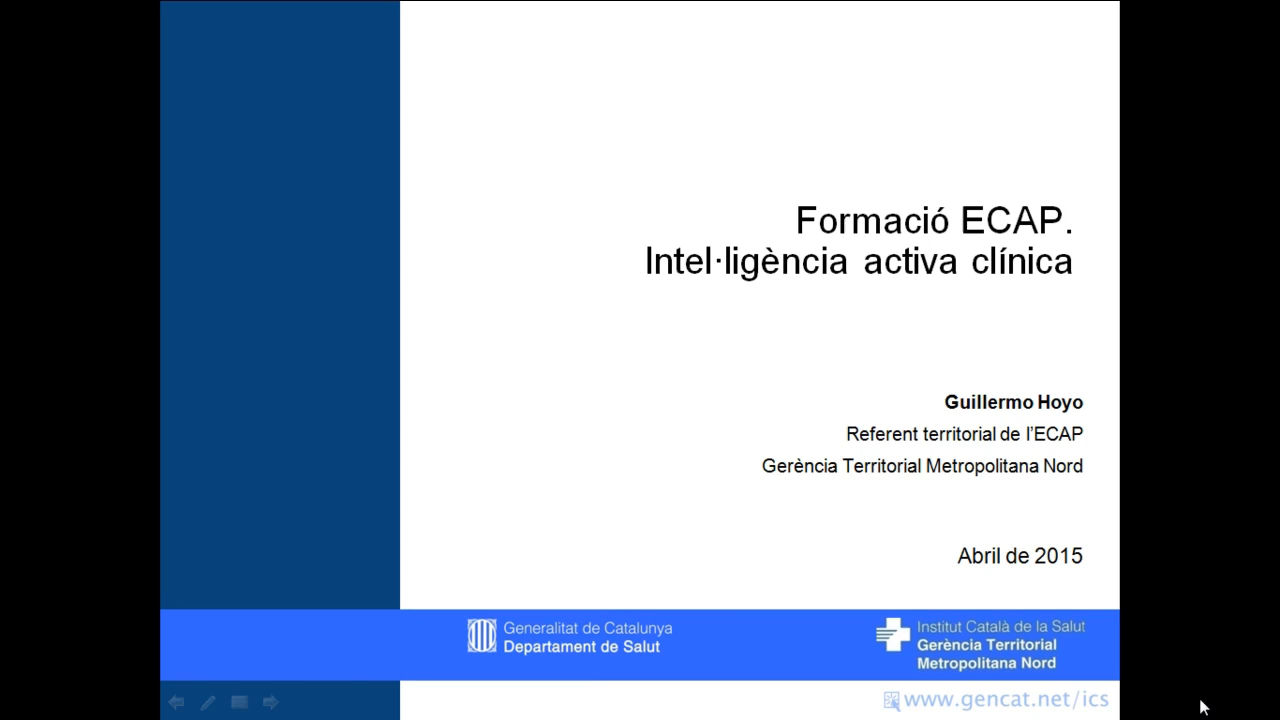 Formació ECAP.
Intel·ligència activa clínica
Guillermo Hoyo
Referent territorial de l’ECAP
Gerència Territorial Metropolitana Nord
Abril de 2015
Generalitat de Catalunya
Departament de Salut
Institut Català de la Salut
Gerència Territorial
Metropolitana Nord
www.gencat.net/ics